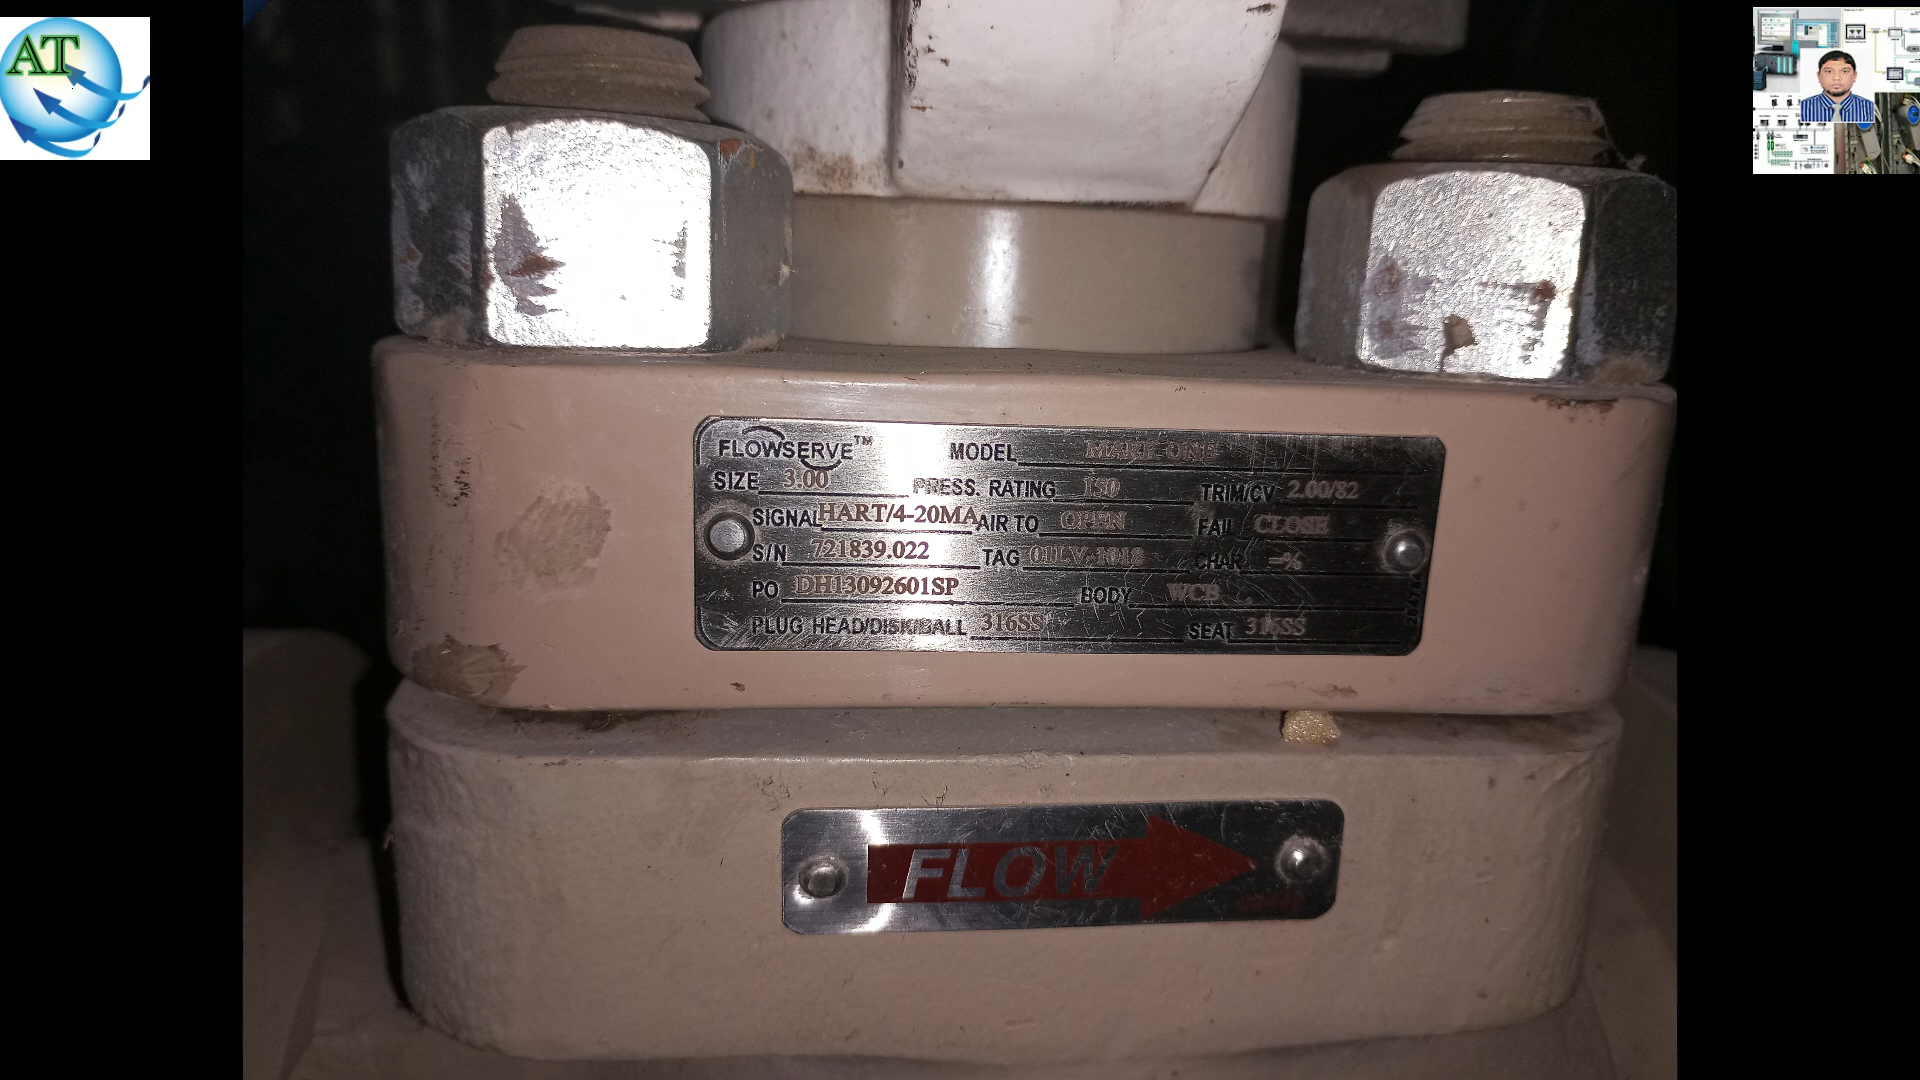 AT
FLOWSERVE™ MODEL MARK ONE
SIZE 3.00 PRESS. RATING 150 TRIM/CV 2.00/82
SIGNAL HART/4-20MA AIR TO OPEN FAIL CLOSE
S/N 721839.022 TAG 01LV-1018 CHAR. =%
PO DH13092601SP BODY WCB
PLUG HEAD/DISK/BALL 316SS SEAT 316SS
FLOW